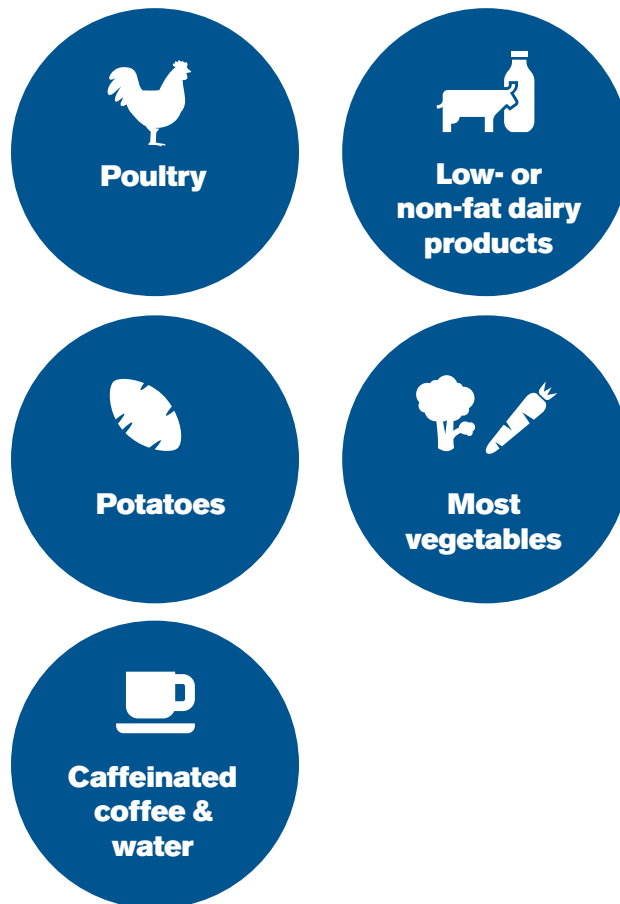 Poultry
Low- or
non-fat dairy
products
Potatoes
Most
vegetables
Caffeinated
coffee &
water